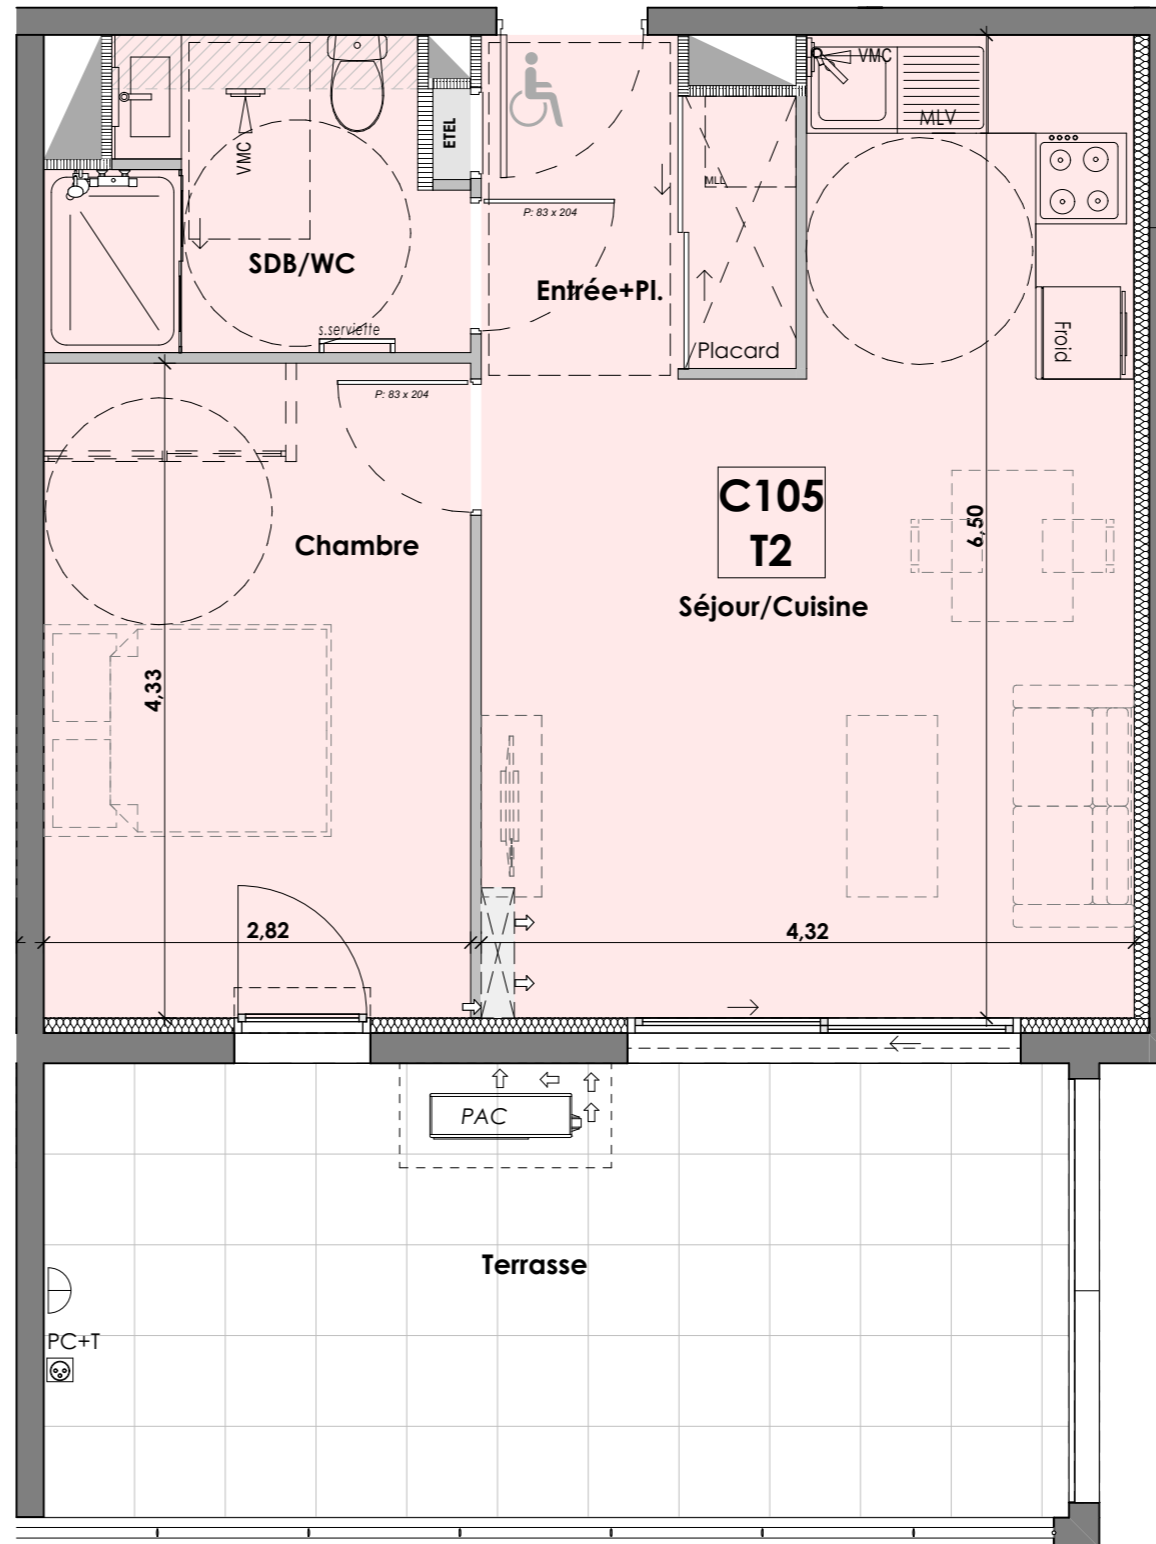 VMC
MLV
ETEL
VMC
MLL
P: 83 x 204
SDB/WC
Entrée+Pl.
s.serviette
Placard
Froid
P: 83 x 204
C105
T2
6,50
Chambre
Séjour/Cuisine
4,33
2,82
4,32
PAC
Terrasse
PC+T